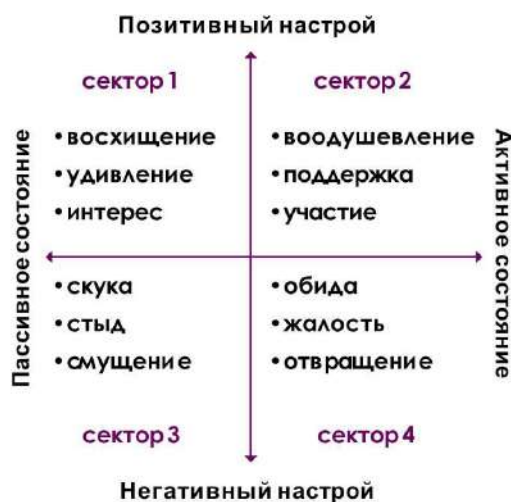 Позитивный настрой
сектор 1
сектор 2
Пассивное состояние
• восхищение
• удивление
• интерес
• воодушевление
• поддержка
• участие
Активное состояние
• скука
• стыд
• смущение
• обида
• жалость
• отвращение
сектор 3
сектор 4
Негативный настрой